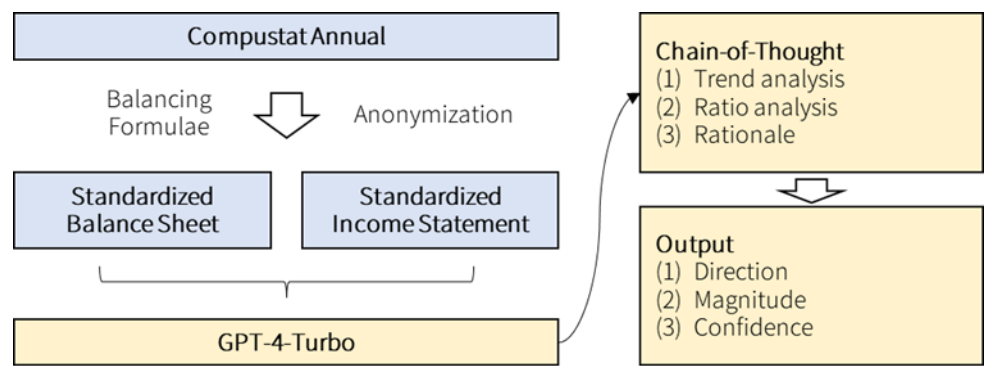 Compustat Annual
Balancing
Formulae
Anonymization
Standardized
Balance Sheet
Standardized
Income Statement
GPT-4-Turbo
Chain-of-Thought
(1) Trend analysis
(2) Ratio analysis
(3) Rationale
Output
(1) Direction
(2) Magnitude
(3) Confidence